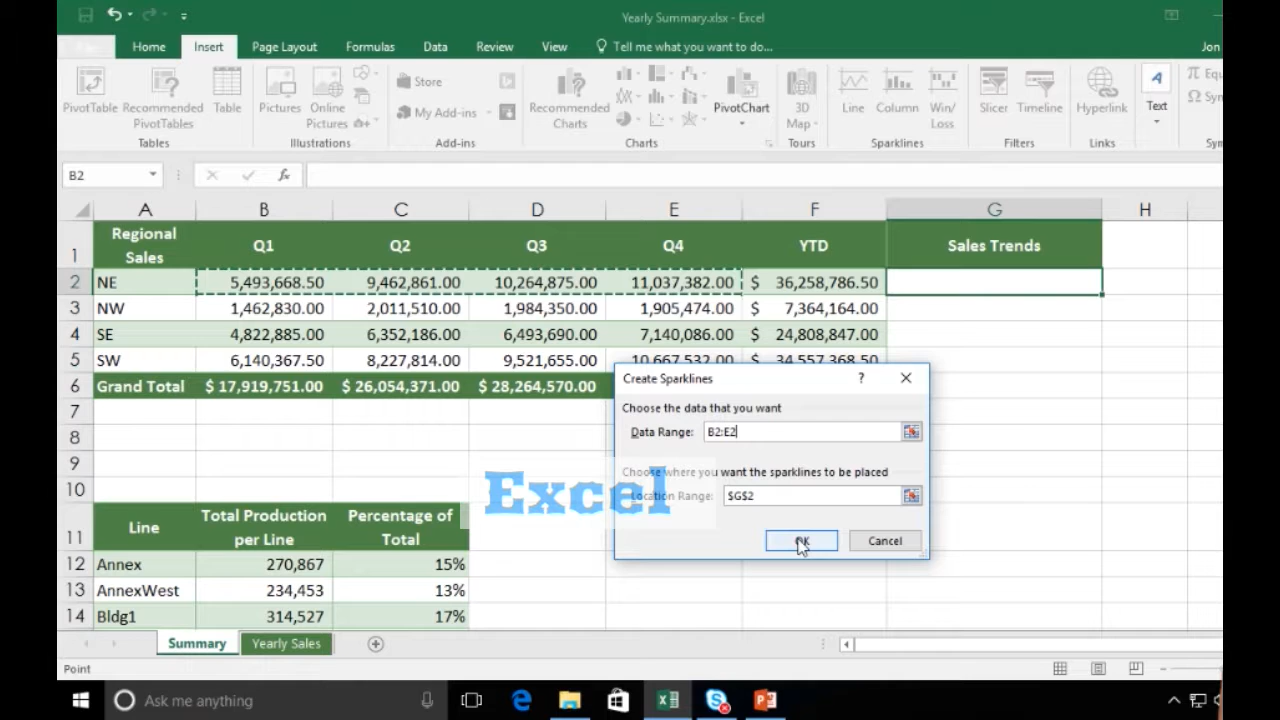 Yearly Summary.xlsx - Excel
Home Insert Page Layout Formulas Data Review View Tell me what you want to do... Jon
PivotTable Recommended PivotTables Table
Pictures Online Pictures
Store
My Add-ins
Recommended Charts
PivotChart
3D Map
Line Column Win/Loss
Slicer Timeline
Hyperlink
Text
Tables Illustrations Add-ins Charts Tours Sparklines Filters Links
B2 fx
A B C D E F G H
1 Regional Sales Q1 Q2 Q3 Q4 YTD Sales Trends
2 NE 5,493,668.50 9,462,861.00 10,264,875.00 11,037,382.00 $ 36,258,786.50
3 NW 1,462,830.00 2,011,510.00 1,984,350.00 1,905,474.00 $ 7,364,164.00
4 SE 4,822,885.00 6,352,186.00 6,493,690.00 7,140,086.00 $ 24,808,847.00
5 SW 6,140,367.50 8,227,814.00 9,521,655.00 10,667,532.00 $ 34,557,368.50
6 Grand Total $ 17,919,751.00 $ 26,054,371.00 $ 28,264,570.00
7
8
9
10
Create Sparklines ?
Choose the data that you want
Data Range: B2:E2
Choose where you want the sparklines to be placed
Location Range: $G$2
OK Cancel
Excel
11 Line Total Production per Line Percentage of Total
12 Annex 270,867 15%
13 AnnexWest 234,453 13%
14 Bldg1 314,527 17%
Summary Yearly Sales
Point
Ask me anything